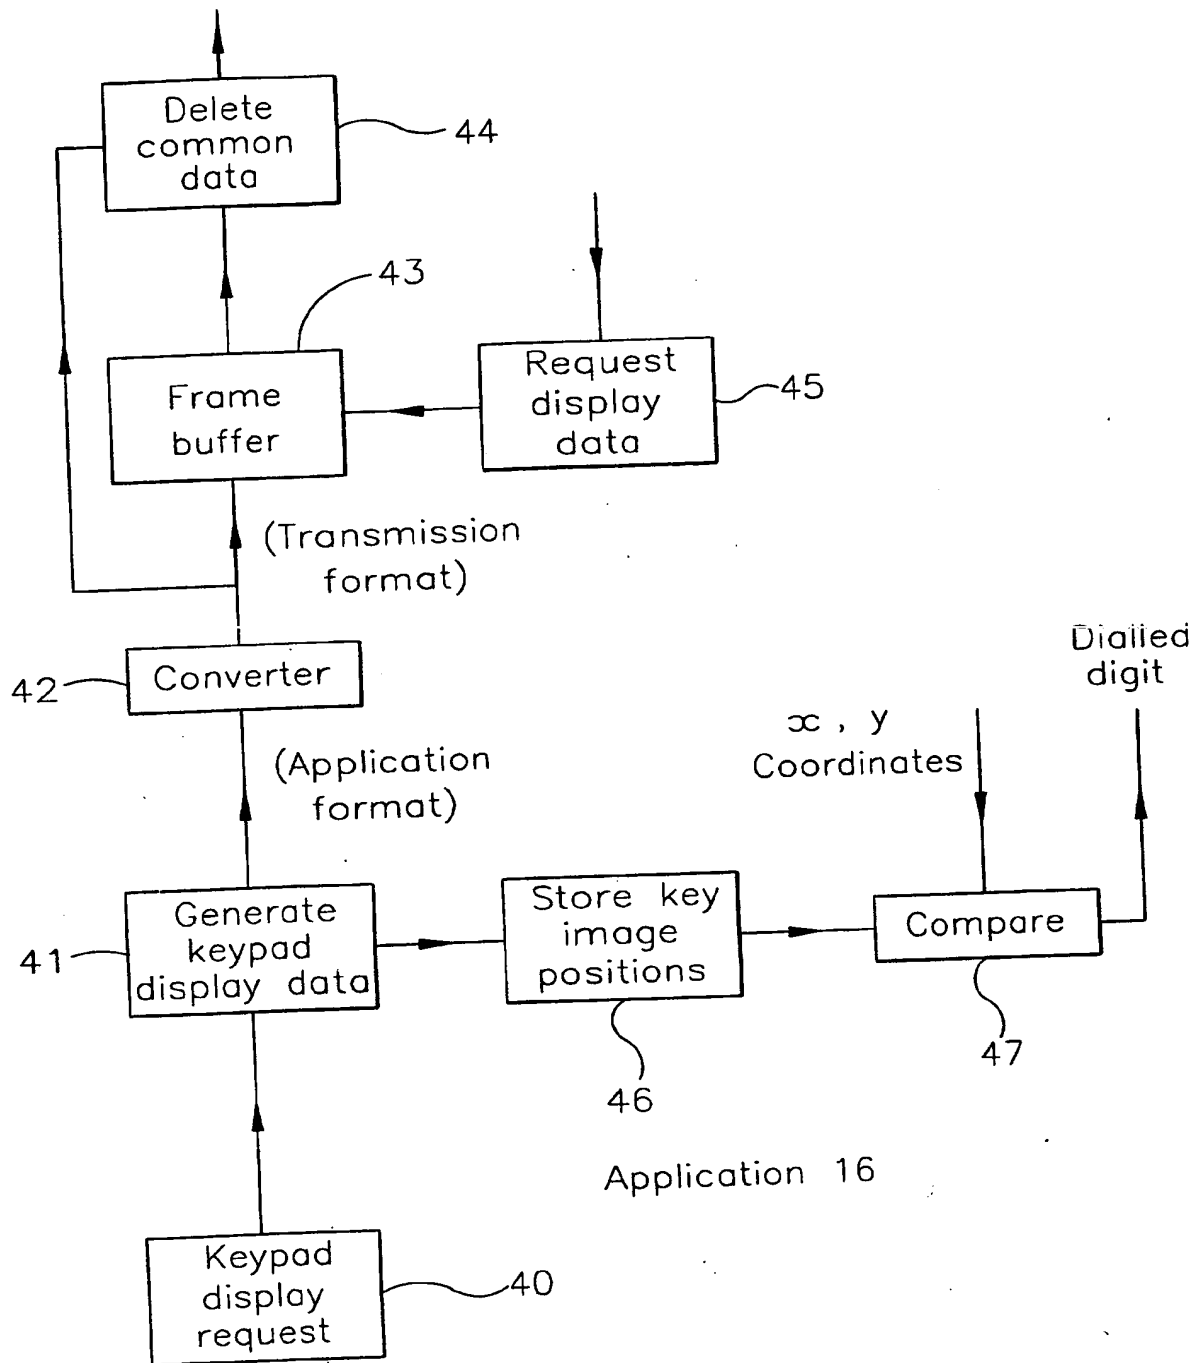 Delete
common
data
44
43
Frame
buffer
Request
display
data
45
(Transmission
format)
42
Converter
(Application
format)
Dialled
digit
x, y
Coordinates
41
Generate
keypad
display data
Store key
image
positions
46
Compare
47
Application 16
Keypad
display
request
40